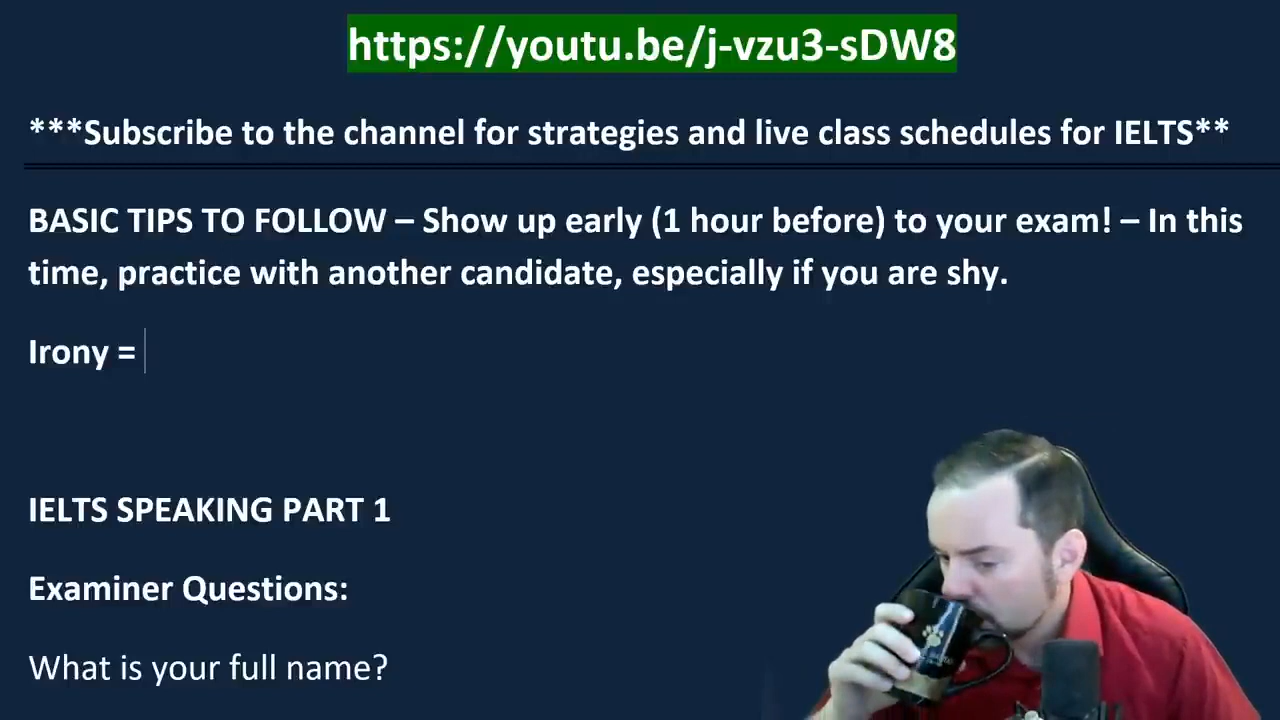 https://youtu.be/j-vzu3-sDW8
***Subscribe to the channel for strategies and live class schedules for IELTS**
BASIC TIPS TO FOLLOW – Show up early (1 hour before) to your exam! – In this
time, practice with another candidate, especially if you are shy.
Irony =
IELTS SPEAKING PART 1
Examiner Questions:
What is your full name?